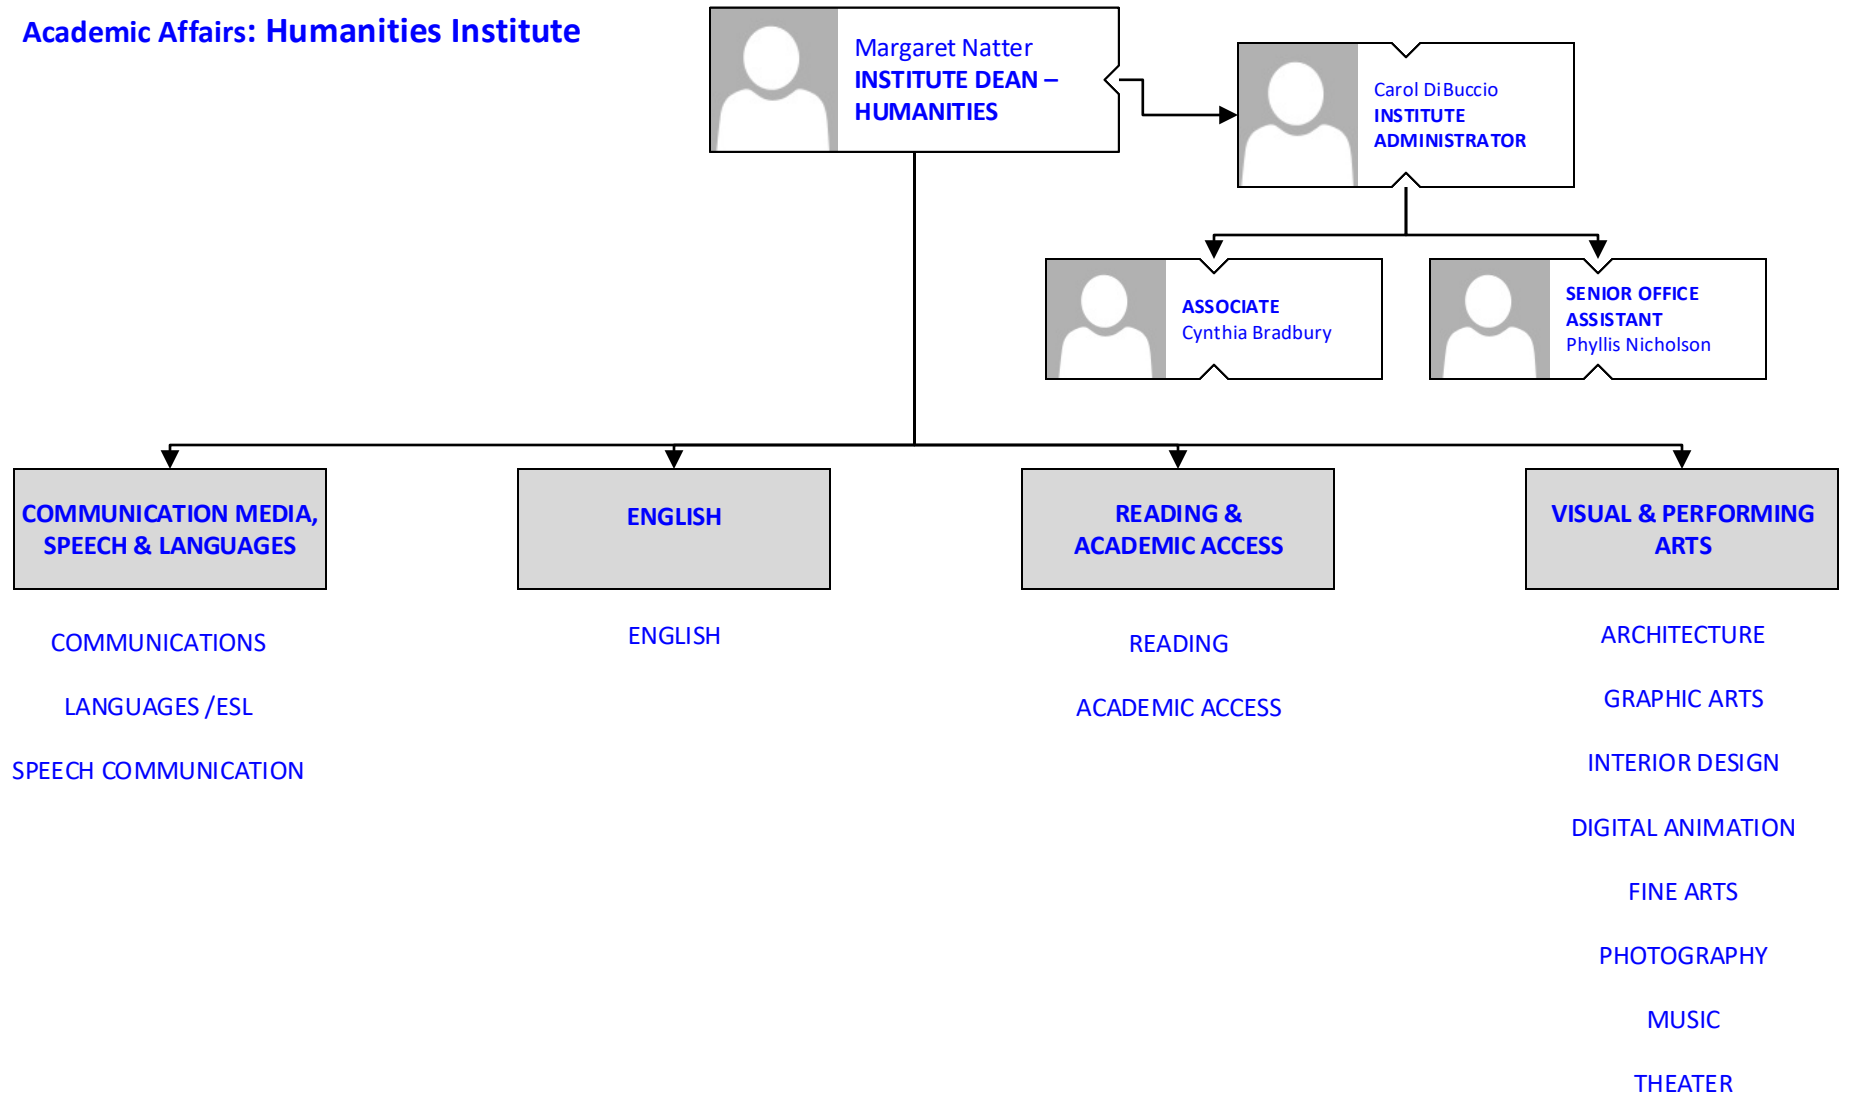 Academic Affairs: Humanities Institute
Margaret Natter
INSTITUTE DEAN –
HUMANITIES
Carol DiBuccio
INSTITUTE
ADMINISTRATOR
ASSOCIATE
Cynthia Bradbury
SENIOR OFFICE
ASSISTANT
Phyllis Nicholson
COMMUNICATION MEDIA,
SPEECH & LANGUAGES
COMMUNICATIONS
LANGUAGES /ESL
SPEECH COMMUNICATION
ENGLISH
ENGLISH
READING &
ACADEMIC ACCESS
READING
ACADEMIC ACCESS
VISUAL & PERFORMING
ARTS
ARCHITECTURE
GRAPHIC ARTS
INTERIOR DESIGN
DIGITAL ANIMATION
FINE ARTS
PHOTOGRAPHY
MUSIC
THEATER